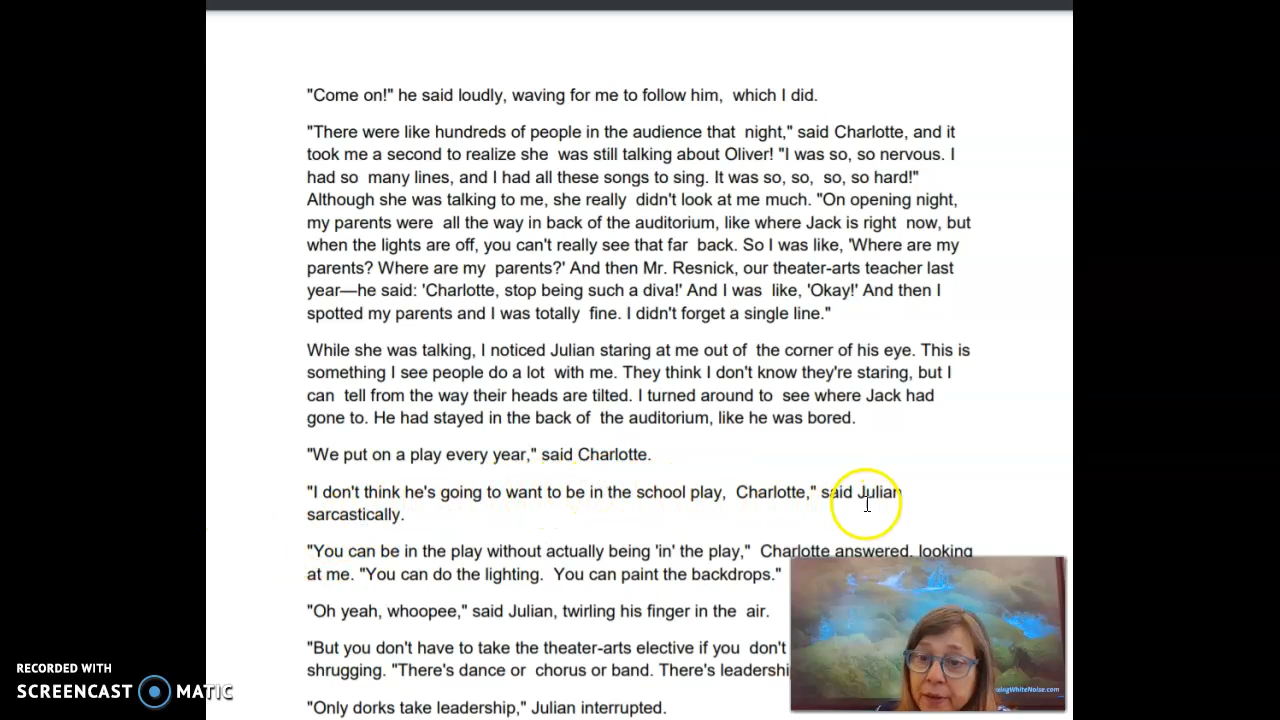 "Come on!" he said loudly, waving for me to follow him, which I did.
"There were like hundreds of people in the audience that night," said Charlotte, and it
took me a second to realize she was still talking about Oliver! "I was so, so nervous. I
had so many lines, and I had all these songs to sing. It was so, so, so, so hard!"
Although she was talking to me, she really didn't look at me much. "On opening night,
my parents were all the way in back of the auditorium, like where Jack is right now, but
when the lights are off, you can't really see that far back. So I was like, 'Where are my
parents? Where are my parents?' And then Mr. Resnick, our theater-arts teacher last
year—he said: 'Charlotte, stop being such a diva!' And I was like, 'Okay!' And then I
spotted my parents and I was totally fine. I didn't forget a single line."
While she was talking, I noticed Julian staring at me out of the corner of his eye. This is
something I see people do a lot with me. They think I don't know they're staring, but I
can tell from the way their heads are tilted. I turned around to see where Jack had
gone to. He had stayed in the back of the auditorium, like he was bored.
"We put on a play every year," said Charlotte.
"I don't think he's going to want to be in the school play, Charlotte," said Julian
sarcastically.
"You can be in the play without actually being 'in' the play," Charlotte answered, looking
at me. "You can do the lighting. You can paint the backdrops."
"Oh yeah, whoopee," said Julian, twirling his finger in the air.
"But you don't have to take the theater-arts elective if you don't
shrugging. "There's dance or chorus or band. There's
"Only dorks take leadership," Julian interrupted.
RECORDED WITH
SCREENCAST MATIC
WhiteNoise.com